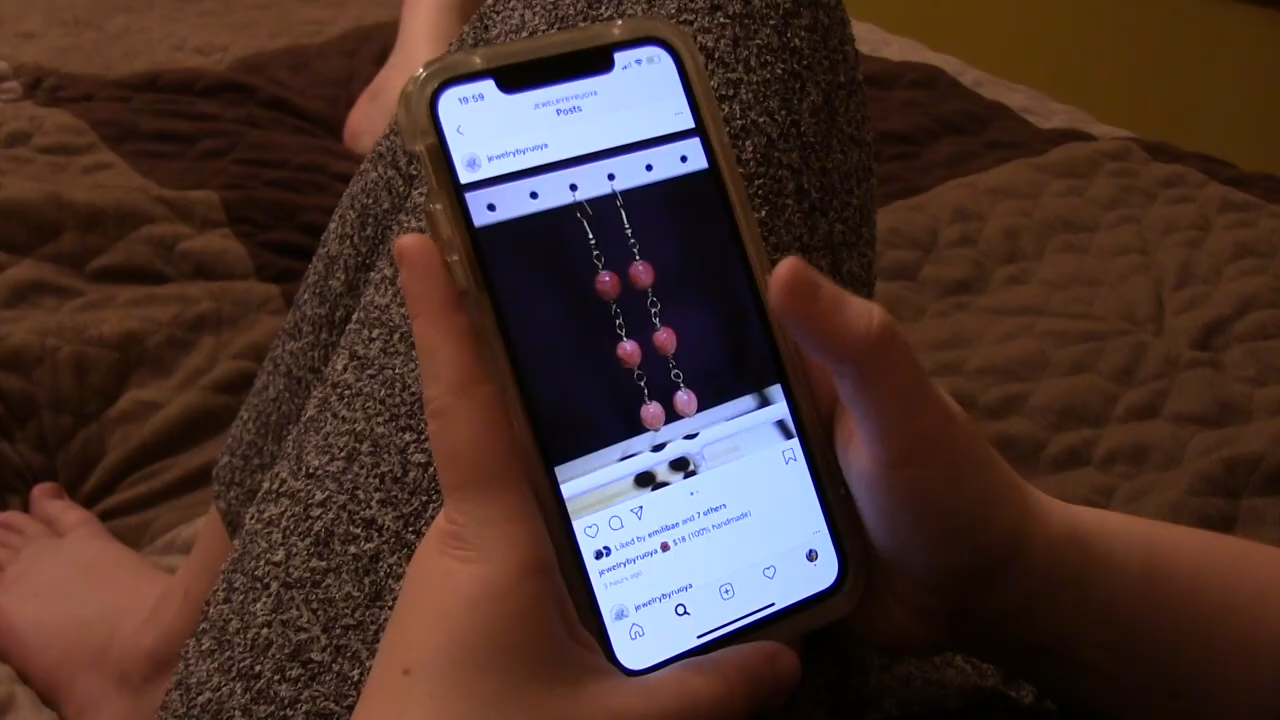 19:59
JEWELRYBYRUOYA
Posts
jewelrybyruoya
Liked by emilibae and 7 others
jewelrybyruoya 🌺 $18 (100% handmade)
3 hours ago
jewelrybyruoya